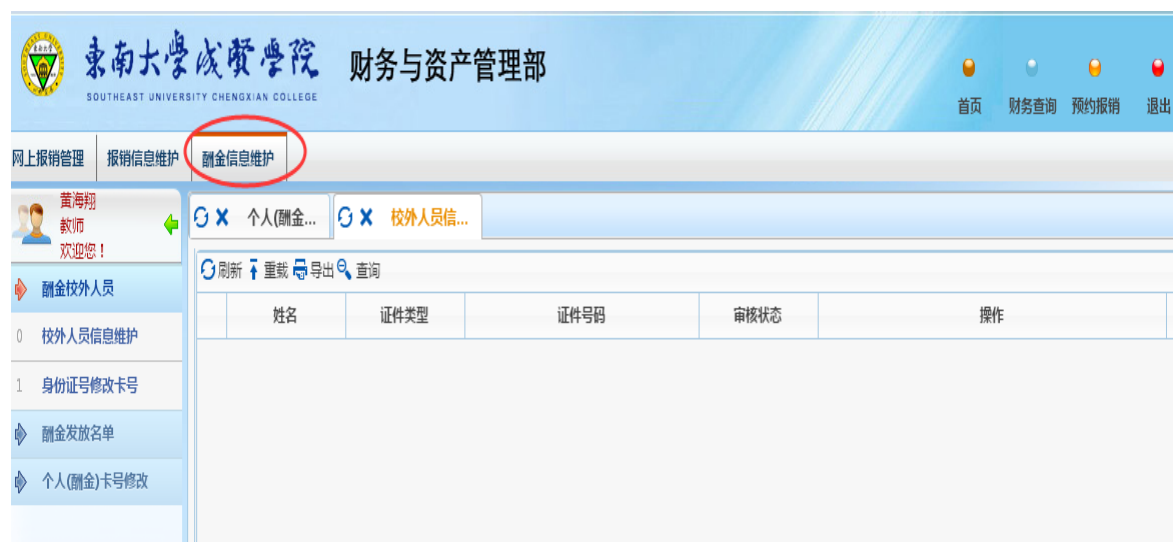 東南大學成賢學院
SOUTHEAST UNIVERSITY CHENGXIAN COLLEGE
财务与资产管理部
首页 财务查询 预约报销 退出
网上报销管理 报销信息维护 酬金信息维护
黄海翔
教师
欢迎您！
个人(酬金... 校外人员信...
刷新 重载 导出 查询
姓名 证件类型 证件号码 审核状态 操作
酬金校外人员
0 校外人员信息维护
1 身份证号修改卡号
酬金发放名单
个人(酬金)卡号修改